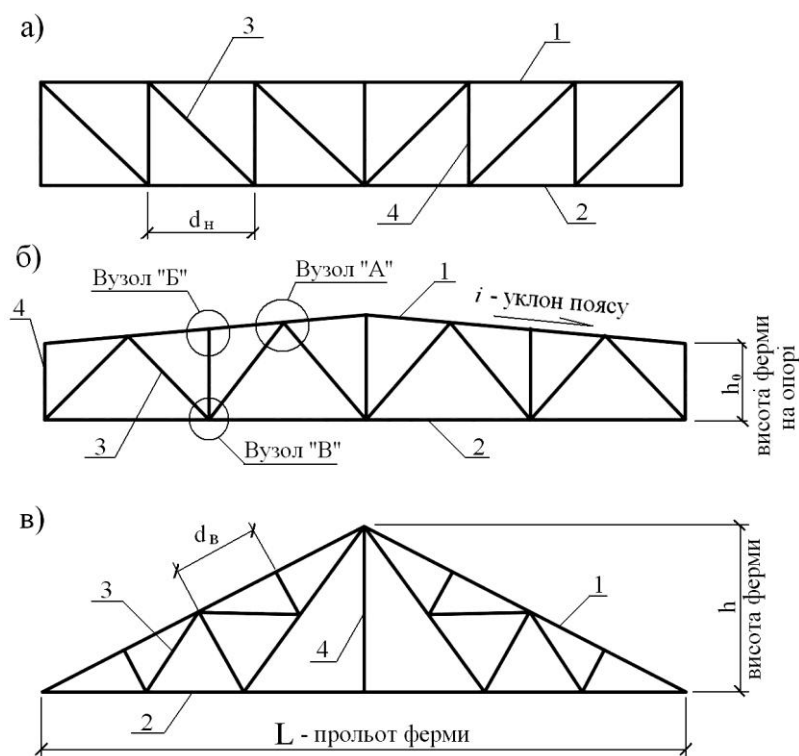 а)
3
1
dн
4
2
б)
Вузол "Б"
Вузол "А"
1
i - уклон поясу
4
3
Вузол "В"
2
h₀
висота ферми
на опорі
в)
dв
3
1
4
2
h
висота ферми
L - прольот ферми